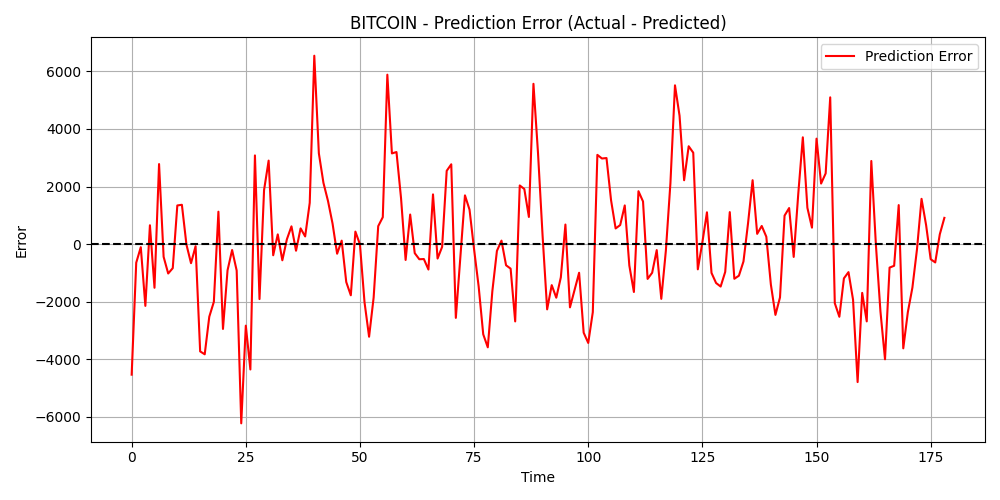 BITCOIN - Prediction Error (Actual - Predicted)
Prediction Error
6000
4000
2000
0
−2000
−4000
−6000
Error
0 25 50 75 100 125 150 175
Time